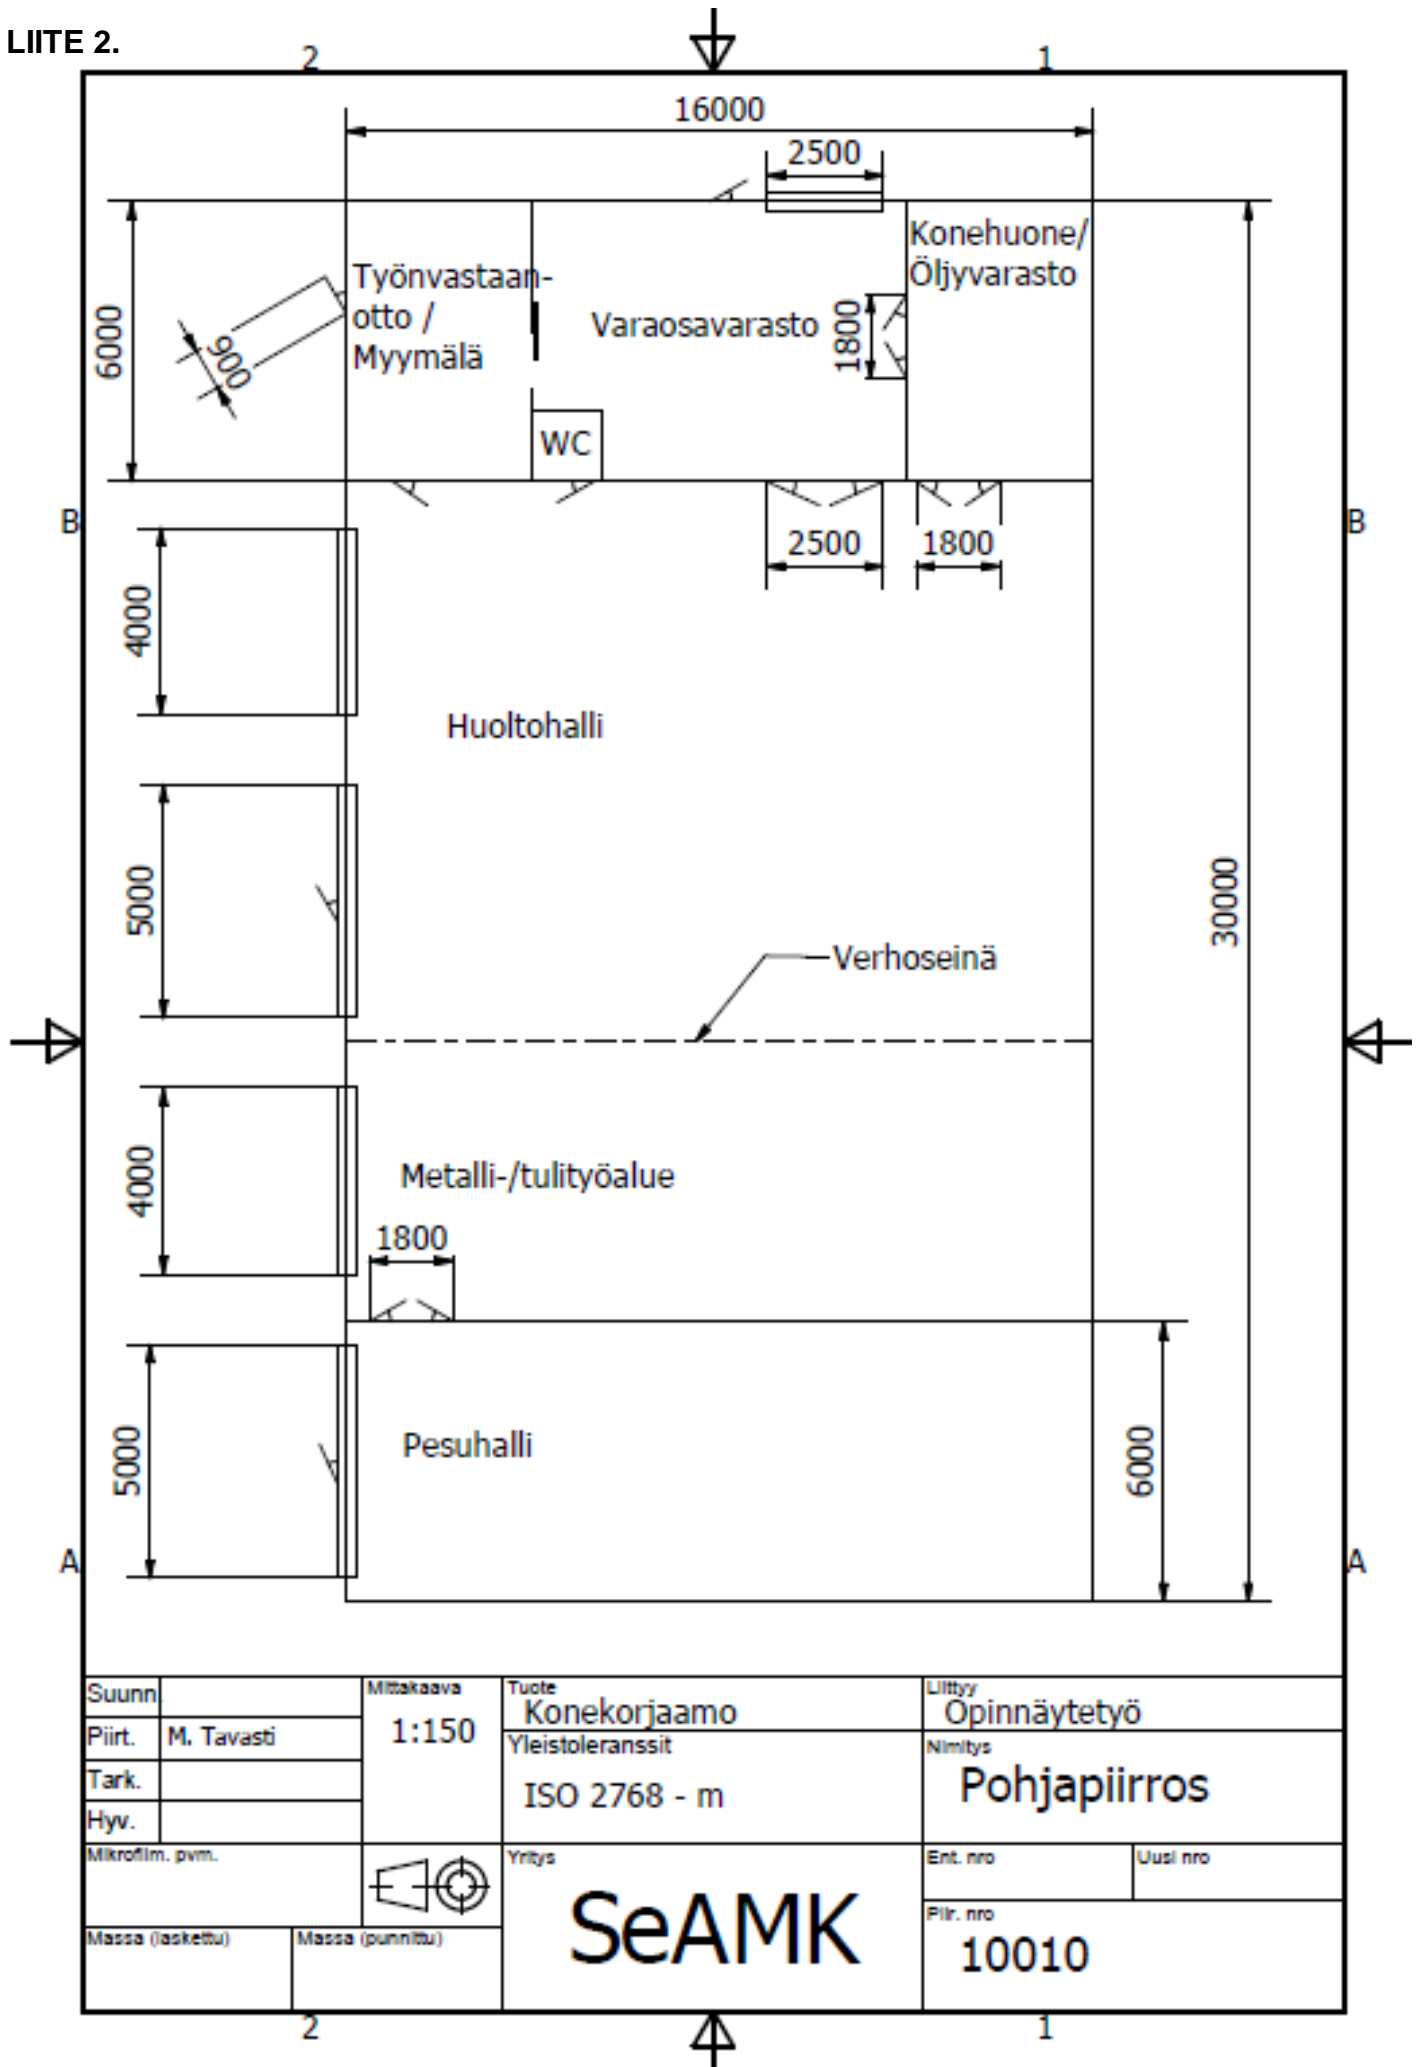 LIITE 2.
2
1
16000
2500
Konehuone/
Öljyvarasto
Työnvastaan-
otto /
Myymälä
Varaosavarasto
1800
6000
900
WC
B
B
2500
1800
4000
Huoltohalli
5000
30000
Verhoseinä
4000
Metalli-/tulityöalue
1800
5000
Pesuhalli
6000
A
A
Suunn
Mittakaava
1:150
Tuote
Konekorjaamo
Liittyy
Opinnäytetyö
Piirt.
M. Tavasti
Yleistoleranssit
ISO 2768 - m
Nimitys
Pohjapiirros
Tark.
Hyv.
Mikrofilm. pvm.
Yritys
SeAMK
Ent. nro
Uusi nro
Massa (laskettu)
Massa (punnittu)
Piir. nro
10010
2
1